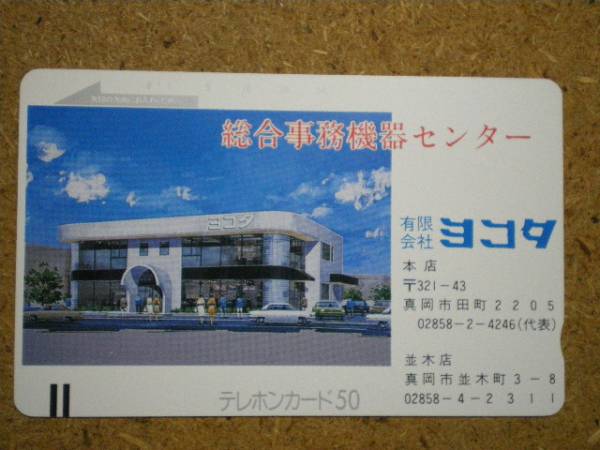 総合事務機器センター
ヨコタ
有限会社 ヨコタ
本店
〒321-43
真岡市田町2205
02858-2-4246(代表)
並木店
真岡市並木町3-8
02858-4-2311
テレホンカード50